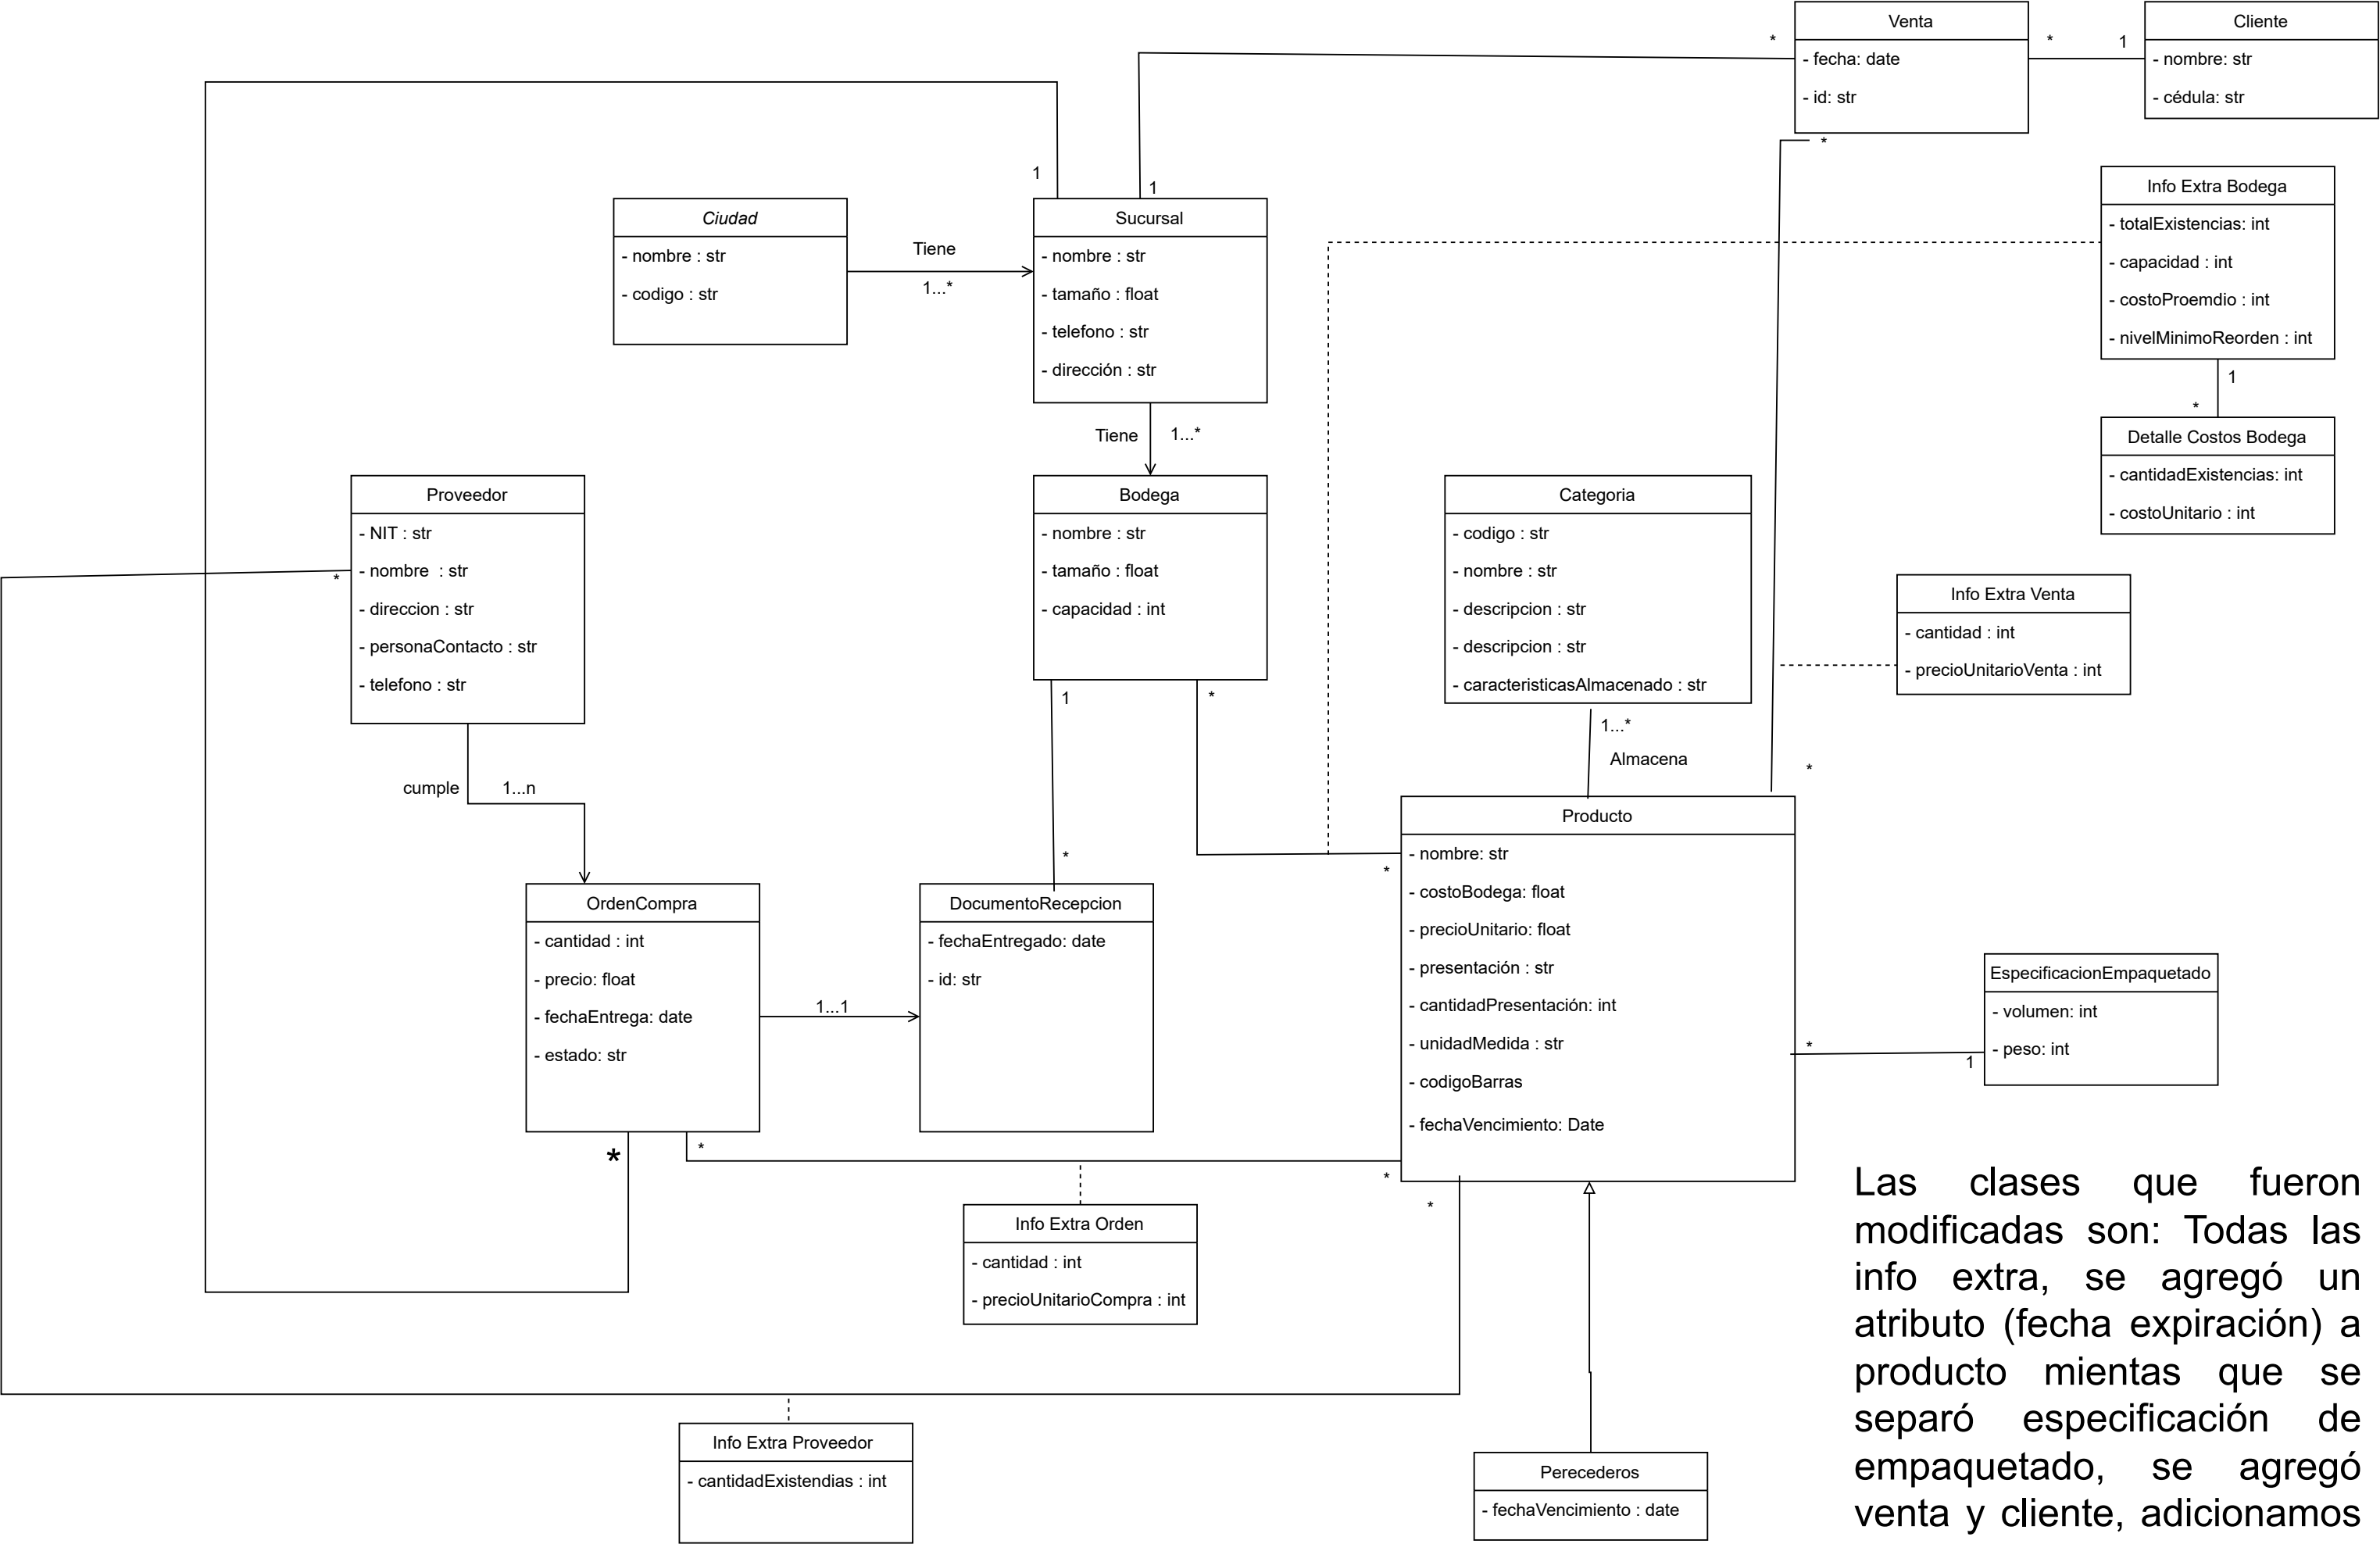 Venta
- fecha: date
- id: str
Cliente
- nombre: str
- cédula: str
*
*
1
*
1
1
Ciudad
- nombre : str
- codigo : str
Tiene
1...*
Sucursal
- nombre : str
- tamaño : float
- telefono : str
- dirección : str
Info Extra Bodega
- totalExistencias: int
- capacidad : int
- costoProemdio : int
- nivelMinimoReorden : int
1
*
Detalle Costos Bodega
- cantidadExistencias: int
- costoUnitario : int
Tiene
1...*
Proveedor
- NIT : str
- nombre : str
- direccion : str
- personaContacto : str
- telefono : str
*
Bodega
- nombre : str
- tamaño : float
- capacidad : int
1
*
Categoria
- codigo : str
- nombre : str
- descripcion : str
- descripcion : str
- caracteristicasAlmacenado : str
1...*
Almacena
Info Extra Venta
- cantidad : int
- precioUnitarioVenta : int
*
cumple
1...n
*
*
OrdenCompra
- cantidad : int
- precio: float
- fechaEntrega: date
- estado: str
1...1
DocumentoRecepcion
- fechaEntregado: date
- id: str
Producto
- nombre: str
- costoBodega: float
- precioUnitario: float
- presentación : str
- cantidadPresentación: int
- unidadMedida : str
- codigoBarras
- fechaVencimiento: Date
EspecificacionEmpaquetado
- volumen: int
- peso: int
*
1
*
*
*
*
Info Extra Orden
- cantidad : int
- precioUnitarioCompra : int
Info Extra Proveedor
- cantidadExistendias : int
Perecederos
- fechaVencimiento : date
Las clases que fueron
modificadas son: Todas las
info extra, se agregó un
atributo (fecha expiración) a
producto mientas que se
separó especificación de
empaquetado, se agregó
venta y cliente, adicionamos